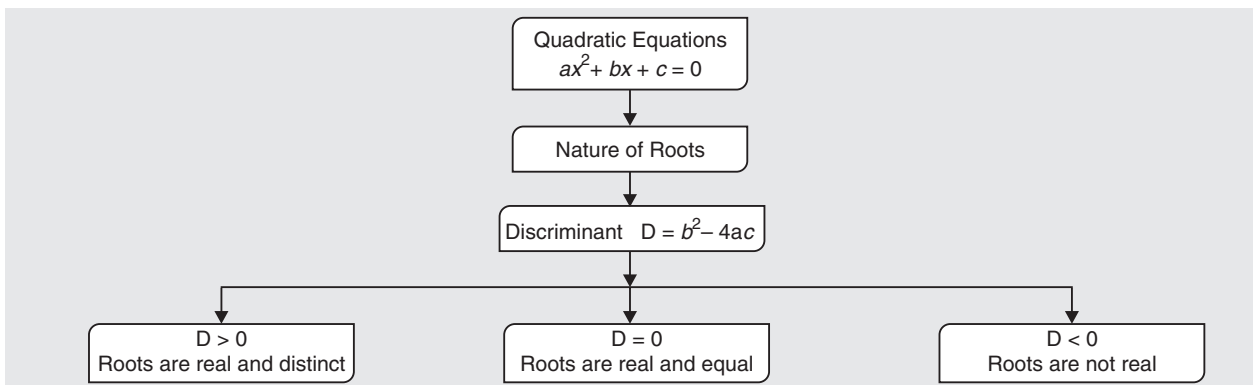 Quadratic Equations
ax² + bx + c = 0
Nature of Roots
Discriminant D = b² – 4ac
D > 0
Roots are real and distinct
D = 0
Roots are real and equal
D < 0
Roots are not real